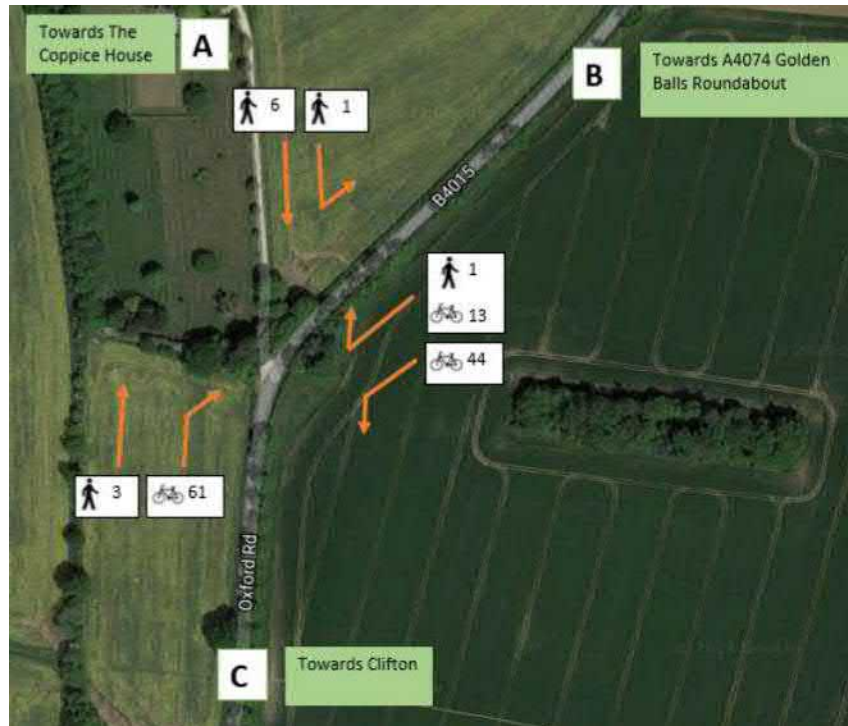 Towards The
Coppice House
A
B
Towards A4074 Golden
Balls Roundabout
6
1
B4015
1
13
44
3
61
Oxford Rd
C
Towards Clifton